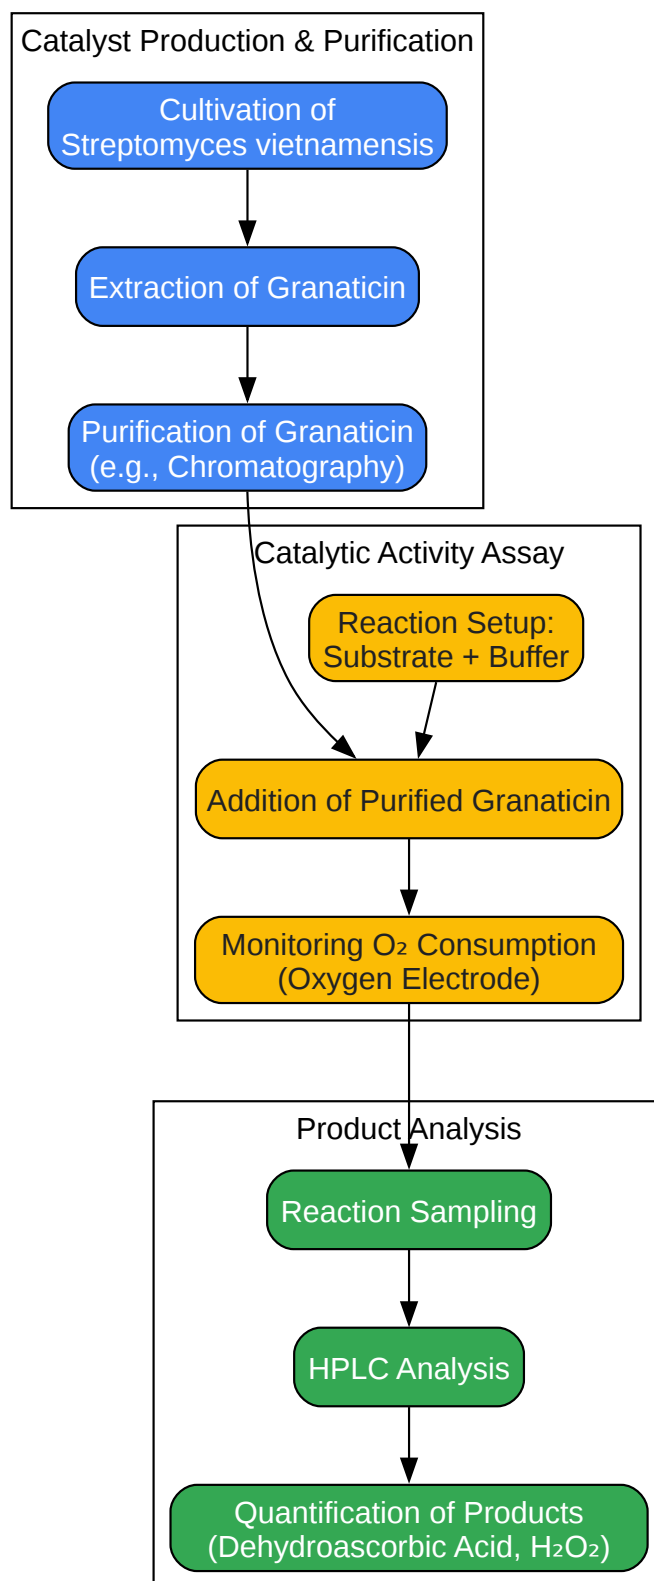 Catalyst Production & Purification
Cultivation of
Streptomyces vietnamensis
Extraction of Granaticin
Purification of Granaticin
(e.g., Chromatography)
Catalytic Activity Assay
Reaction Setup:
Substrate + Buffer
Addition of Purified Granaticin
Monitoring O₂ Consumption
(Oxygen Electrode)
Product Analysis
Reaction Sampling
HPLC Analysis
Quantification of Products
(Dehydroascorbic Acid, H₂O₂)